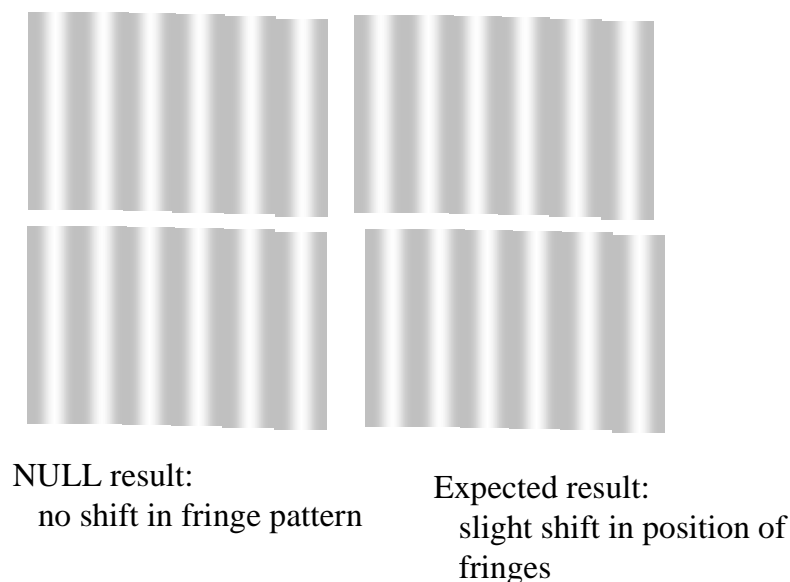 NULL result:
no shift in fringe pattern
Expected result:
slight shift in position of
fringes